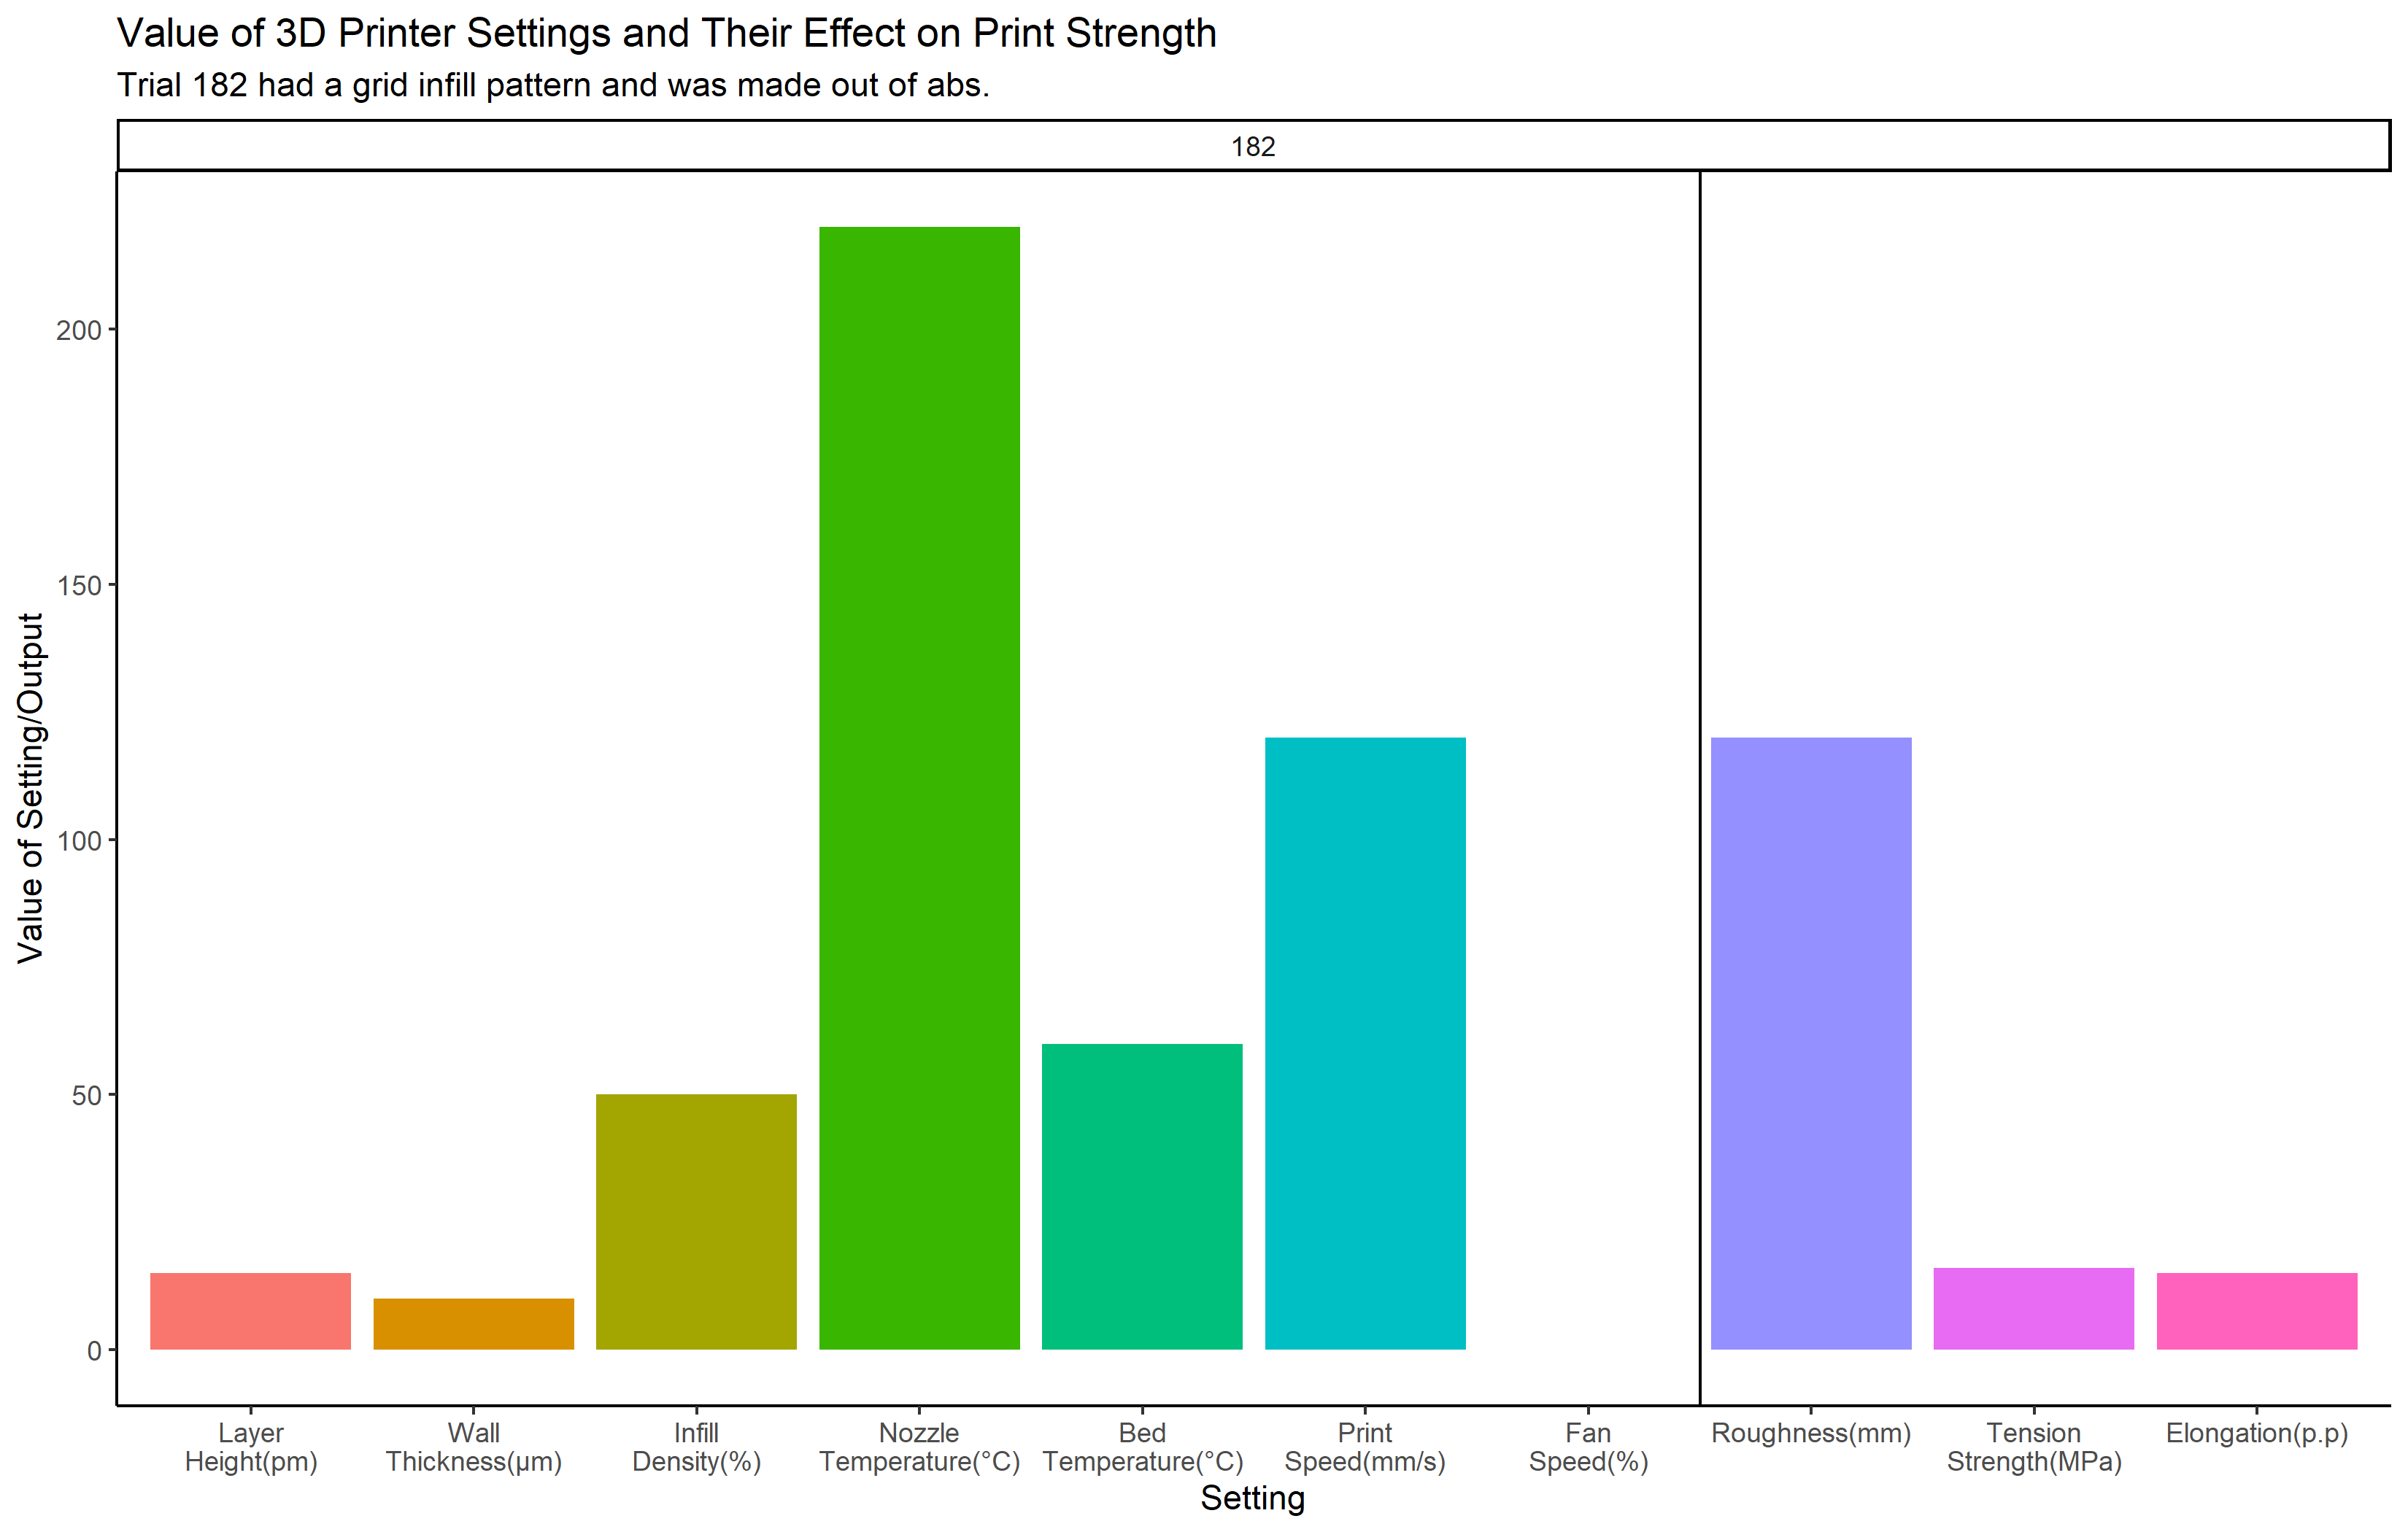 Value of 3D Printer Settings and Their Effect on Print Strength
Trial 182 had a grid infill pattern and was made out of abs.
182
Value of Setting/Output
200
150
100
50
0
Layer
Height(pm)
Wall
Thickness(µm)
Infill
Density(%)
Nozzle
Temperature(°C)
Bed
Temperature(°C)
Print
Speed(mm/s)
Fan
Speed(%)
Roughness(mm)
Tension
Strength(MPa)
Elongation(p.p)
Setting